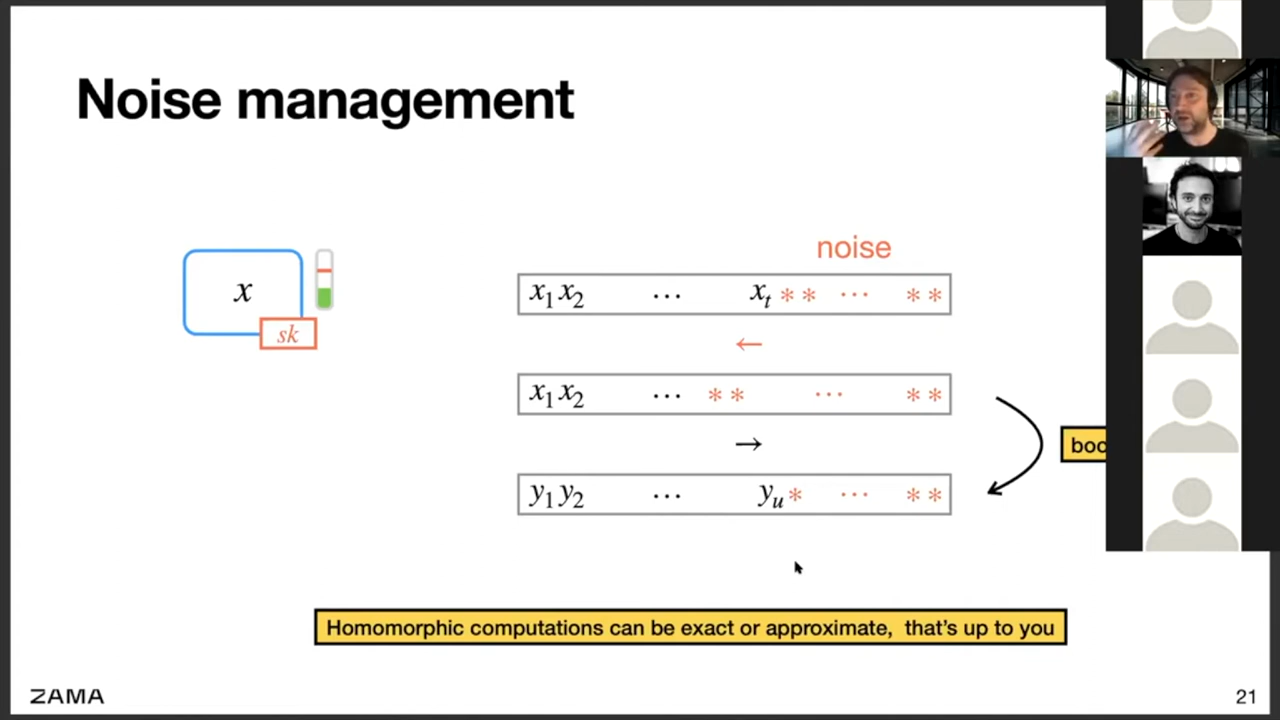 Noise management
noise
x
sk
x₁x₂ ⋯ xₜ ** ⋯ **
←
x₁x₂ ⋯ ** ⋯ **
→
y₁y₂ ⋯ yᵤ* ⋯ **
Homomorphic computations can be exact or approximate, that's up to you
ZAMA
21